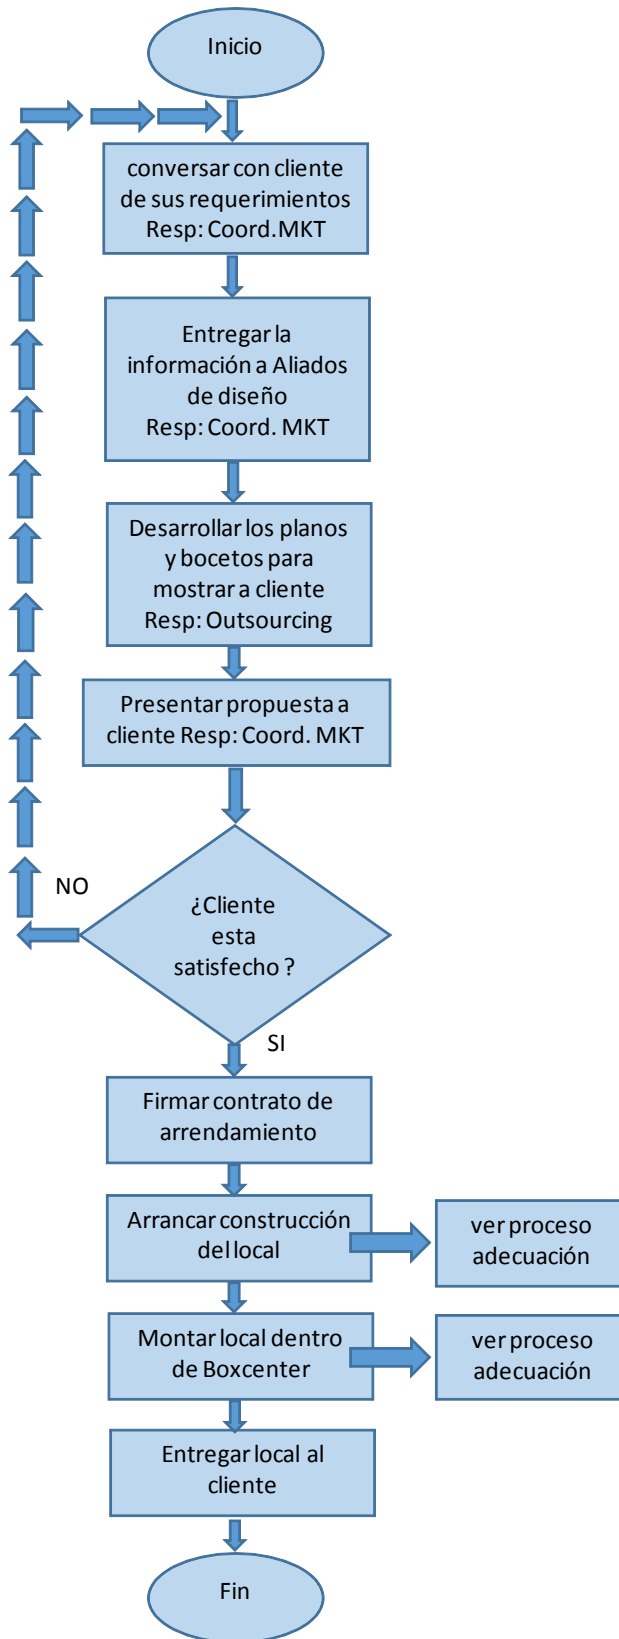 Inicio
conversar con cliente
de sus requerimientos
Resp: Coord.MKT
Entregar la
información a Aliados
de diseño
Resp: Coord. MKT
Desarrollar los planos
y bocetos para
mostrar a cliente
Resp: Outsourcing
Presentar propuesta a
cliente Resp: Coord. MKT
NO
¿Cliente
esta
satisfecho ?
SI
Firmar contrato de
arrendamiento
Arrancar construcción
del local
ver proceso
adecuación
Montar local dentro
de Boxcenter
ver proceso
adecuación
Entregar local al
cliente
Fin